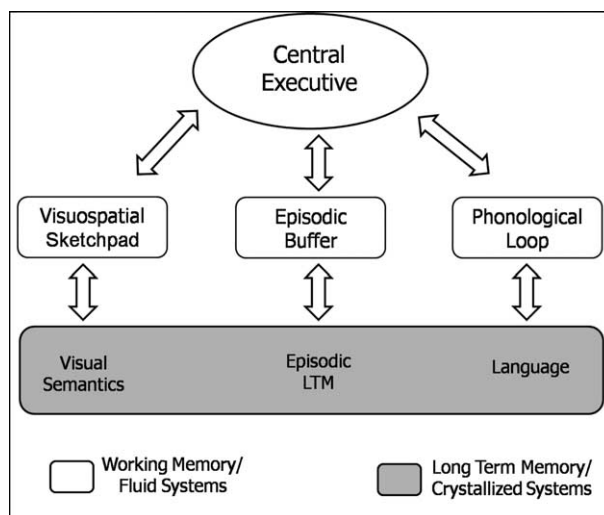 Central
Executive
Visuospatial
Sketchpad
Episodic
Buffer
Phonological
Loop
Visual
Semantics
Episodic
LTM
Language
Working Memory/
Fluid Systems
Long Term Memory/
Crystallized Systems